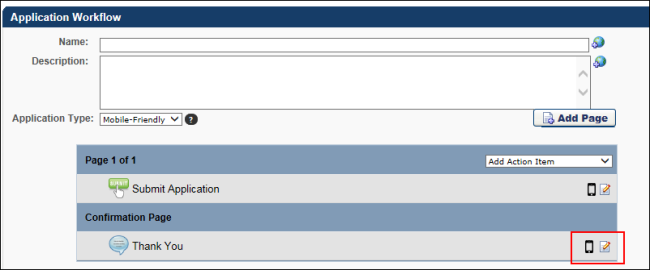 Application Workflow
Name:
Description:
Application Type: Mobile-Friendly ?
Add Page
Page 1 of 1 Add Action Item
SUBMIT Submit Application
Confirmation Page
Thank You